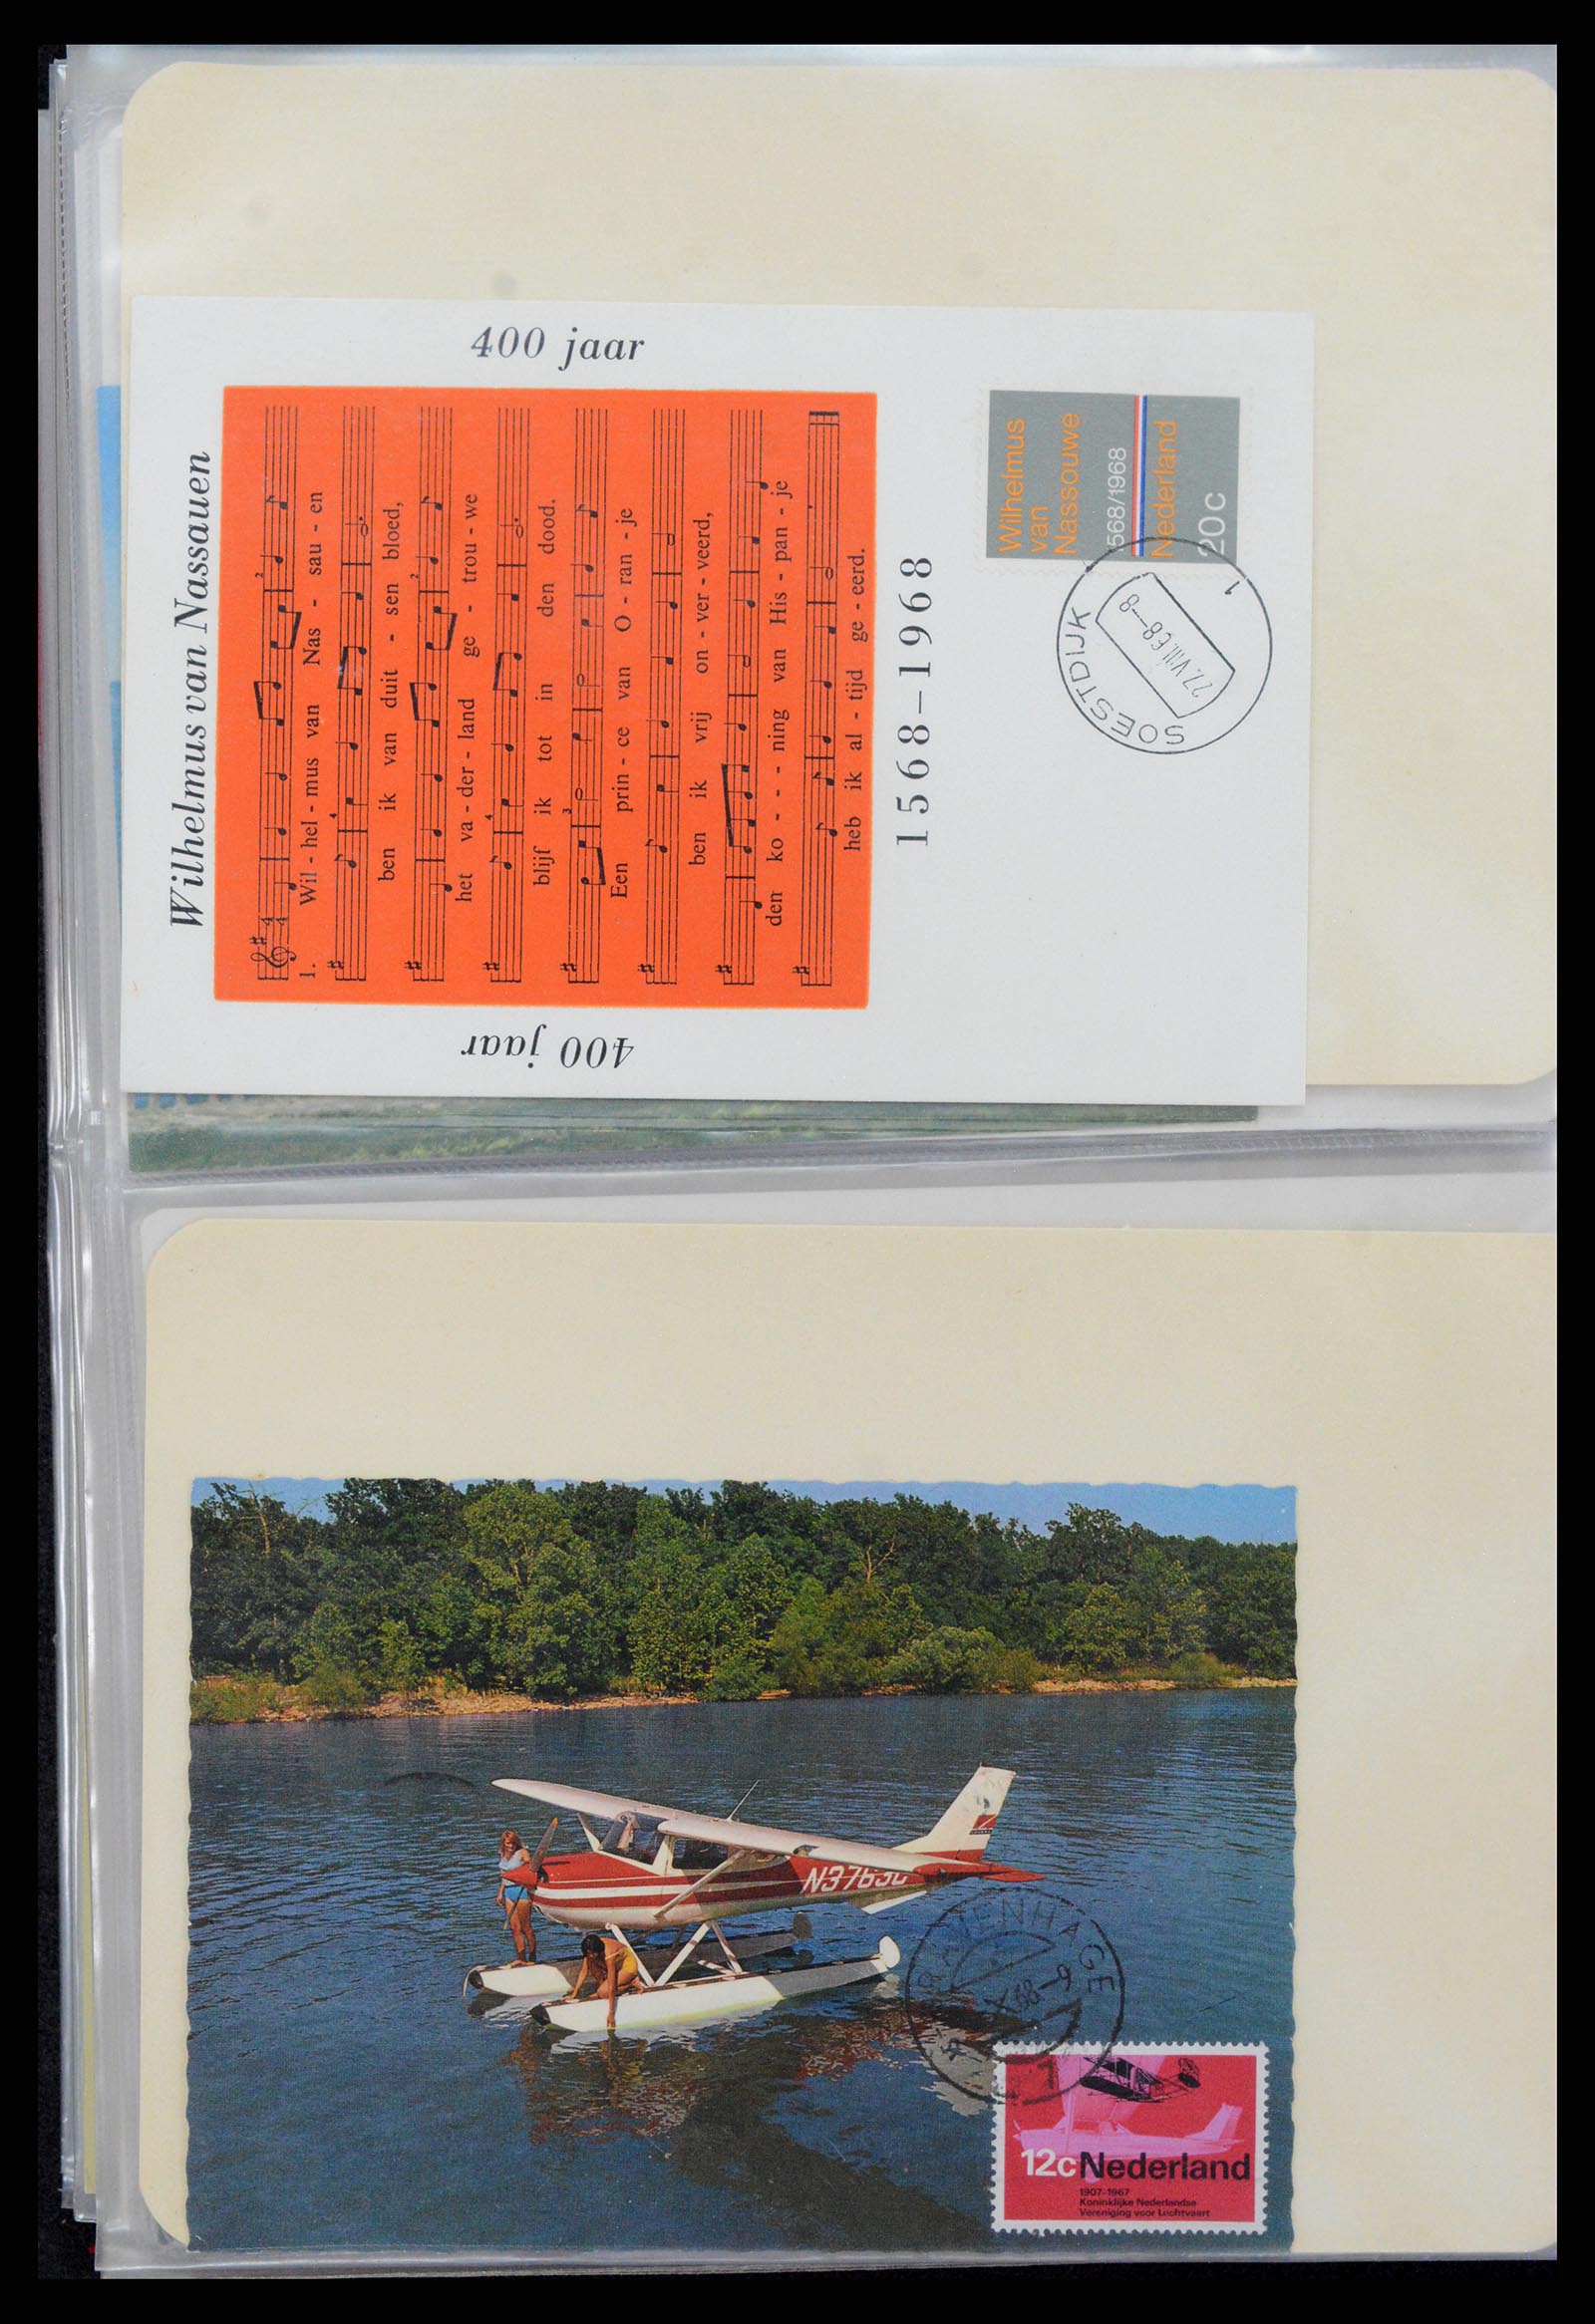 400 jaar
Wilhelmus van Nassauen
1. Wil - hel - mus van Nas - sau - en
ben ik van duit - sen bloed,
het va - der - land ge - trou - we
blijf ik tot in den dood.
Een prin - ce van O - ran - je
ben ik vrij on - ver - veerd,
den ko - - - ning van His - pan - je
heb ik al - tijd ge - eerd.
400 jaar
1568–1968
Wilhelmus
van
Nassouwe
1568/1968
Nederland
20c
SOESTDIJK
27.VIII.68-8
1
12c Nederland
1907-1967
Koninklijke Nederlandse
Vereniging voor Luchtvaart